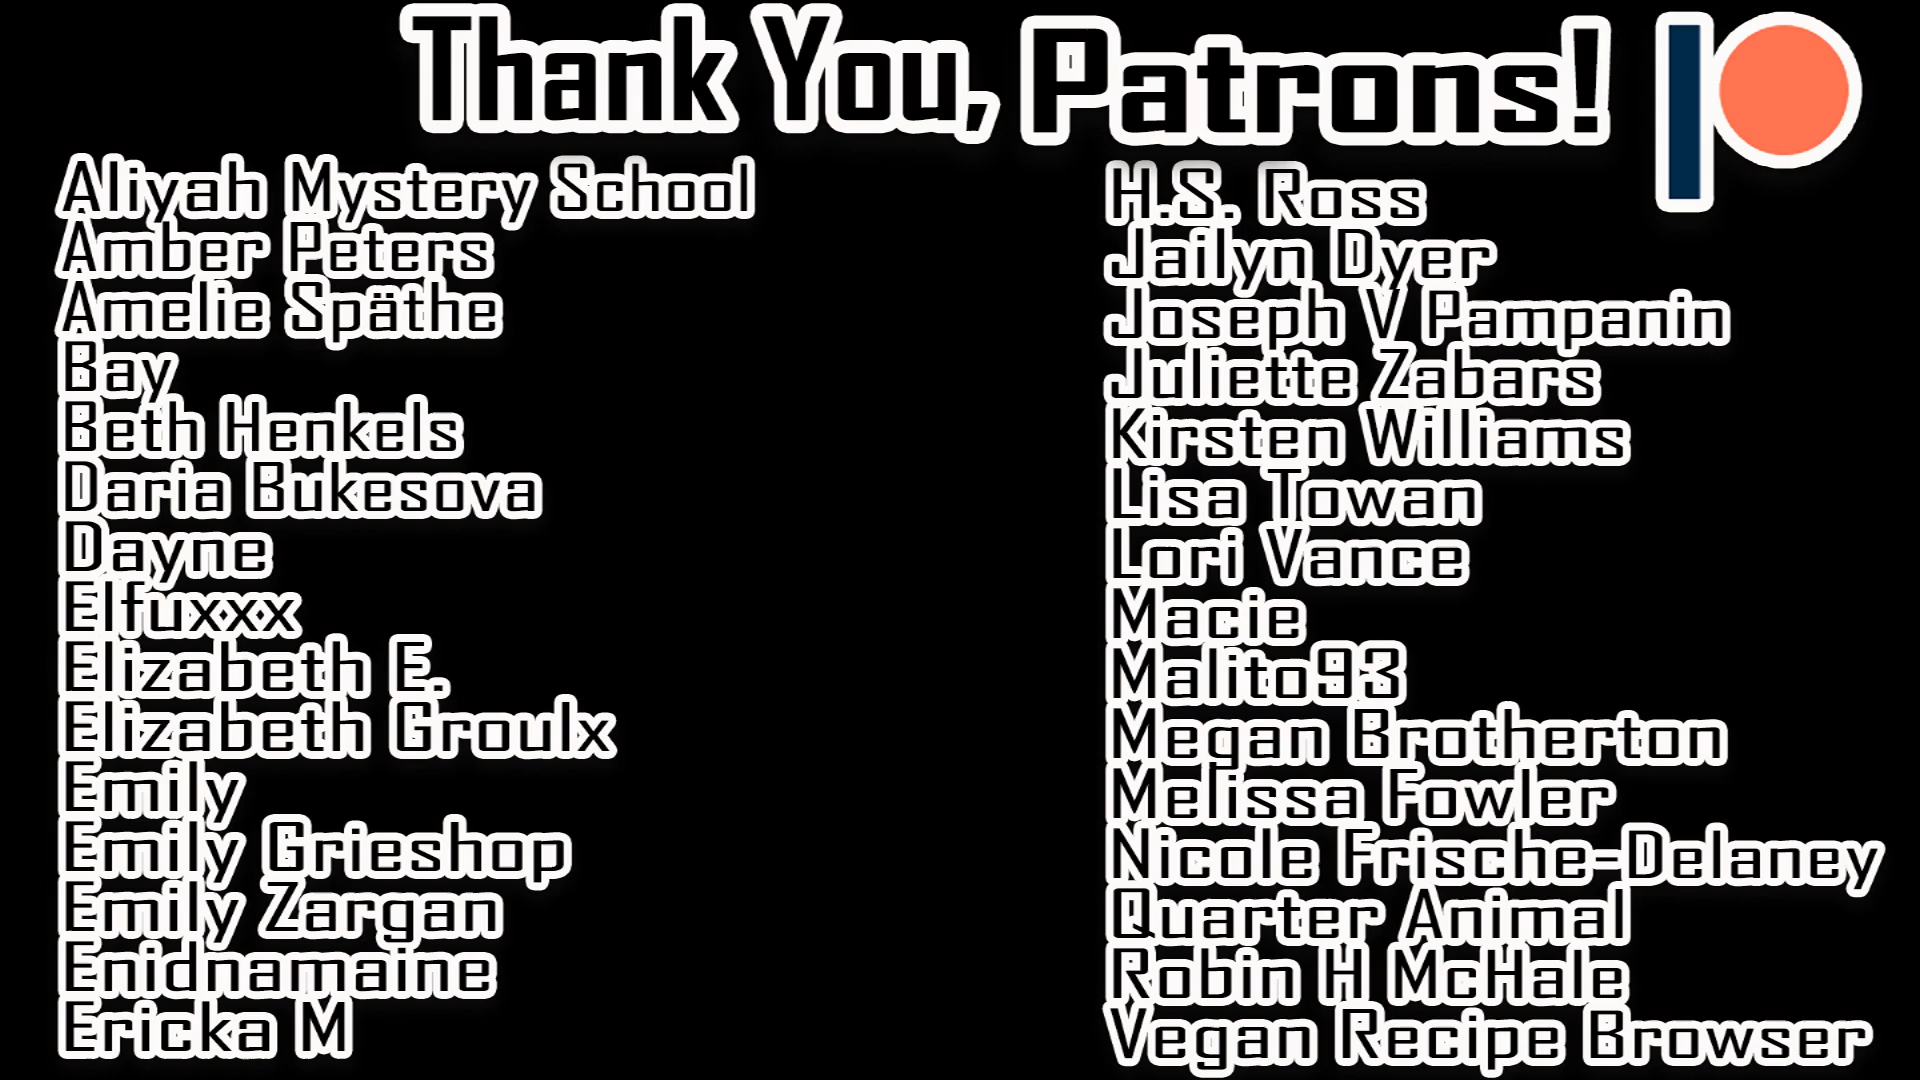 Thank You, Patrons!
Aliyah Mystery School
Amber Peters
Amelie Späthe
Bay
Beth Henkels
Daria Bukesova
Dayne
Elfuxxx
Elizabeth E.
Elizabeth Groulx
Emily
Emily Grieshop
Emily Zargan
Enidnamaine
Ericka M
H.S. Ross
Jailyn Dyer
Joseph V Pampanin
Juliette Zabars
Kirsten Williams
Lisa Towan
Lori Vance
Macie
Malito93
Megan Brotherton
Melissa Fowler
Nicole Frische-Delaney
Quarter Animal
Robin H McHale
Vegan Recipe Browser